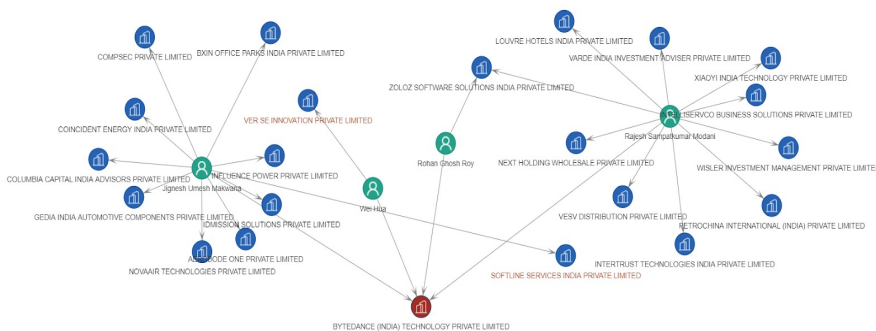 LOUVRE HOTELS INDIA PRIVATE LIMITED
COMPSEC PRIVATE LIMITED
BXIN OFFICE PARKS INDIA PRIVATE LIMITED
VARDE INDIA INVESTMENT ADVISER PRIVATE LIMITED
XIAOYI INDIA TECHNOLOGY PRIVATE LIMITED
ZOLOZ SOFTWARE SOLUTIONS INDIA PRIVATE LIMITED
BUSINESS SOLUTIONS PRIVATE LIMITED
VER SE INNOVATION PRIVATE LIMITED
COINCIDENT ENERGY INDIA PRIVATE LIMITED
Rajesh Sampatkumar Modani
Rohan Ghosh Roy
NEXT HOLDING WHOLESALE PRIVATE LIMITED
WISLER INVESTMENT MANAGEMENT PRIVATE LIMITE
COLUMBIA CAPITAL INDIA ADVISORS PRIVATE LIMITED
INFLUENCE POWER PRIVATE LIMITED
Jignesh Umesh Makwana
Wei Hua
GEDIA INDIA AUTOMOTIVE COMPONENTS PRIVATE LIMITED
IDMISSION SOLUTIONS PRIVATE LIMITED
VESV DISTRIBUTION PRIVATE LIMITED
PETROCHINA INTERNATIONAL (INDIA) PRIVATE LIMITED
ONE PRIVATE LIMITED
NOVAAIR TECHNOLOGIES PRIVATE LIMITED
INTERTRUST TECHNOLOGIES INDIA PRIVATE LIMITED
SOFTLINE SERVICES INDIA PRIVATE LIMITED
BYTEDANCE (INDIA) TECHNOLOGY PRIVATE LIMITED